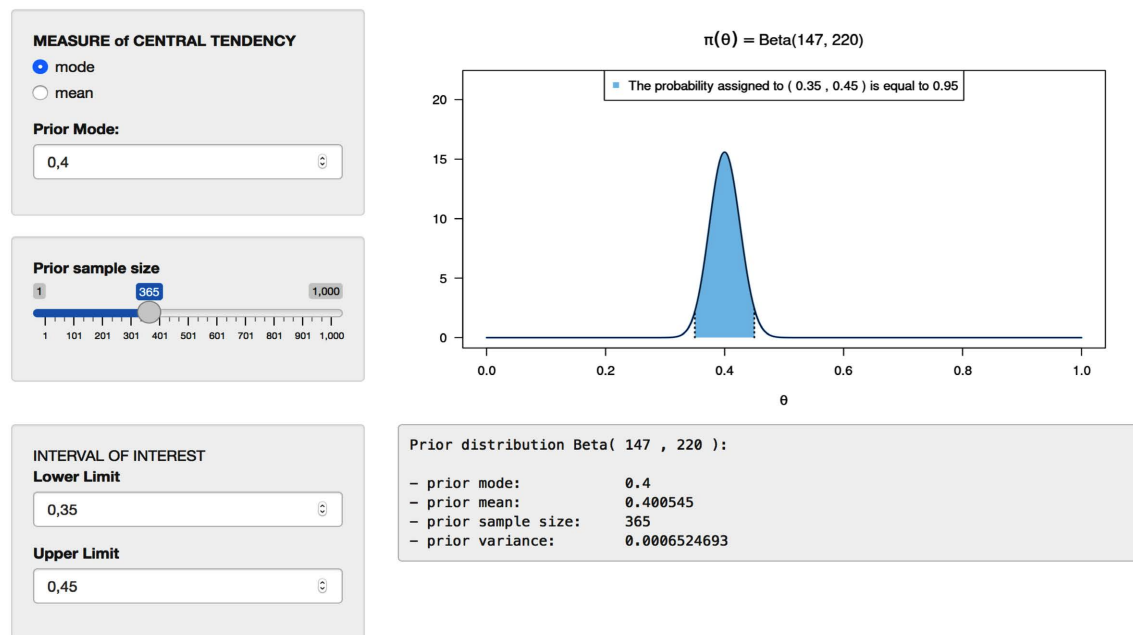 MEASURE of CENTRAL TENDENCY
mode
mean
Prior Mode:
0,4
Prior sample size
1 365 1,000
1 101 201 301 401 501 601 701 801 901 1,000
INTERVAL OF INTEREST
Lower Limit
0,35
Upper Limit
0,45
π(θ) = Beta(147, 220)
The probability assigned to ( 0.35 , 0.45 ) is equal to 0.95
20
15
10
5
0
0.0 0.2 0.4 0.6 0.8 1.0
θ
Prior distribution Beta( 147 , 220 ):
– prior mode: 0.4
– prior mean: 0.400545
– prior sample size: 365
– prior variance: 0.0006524693